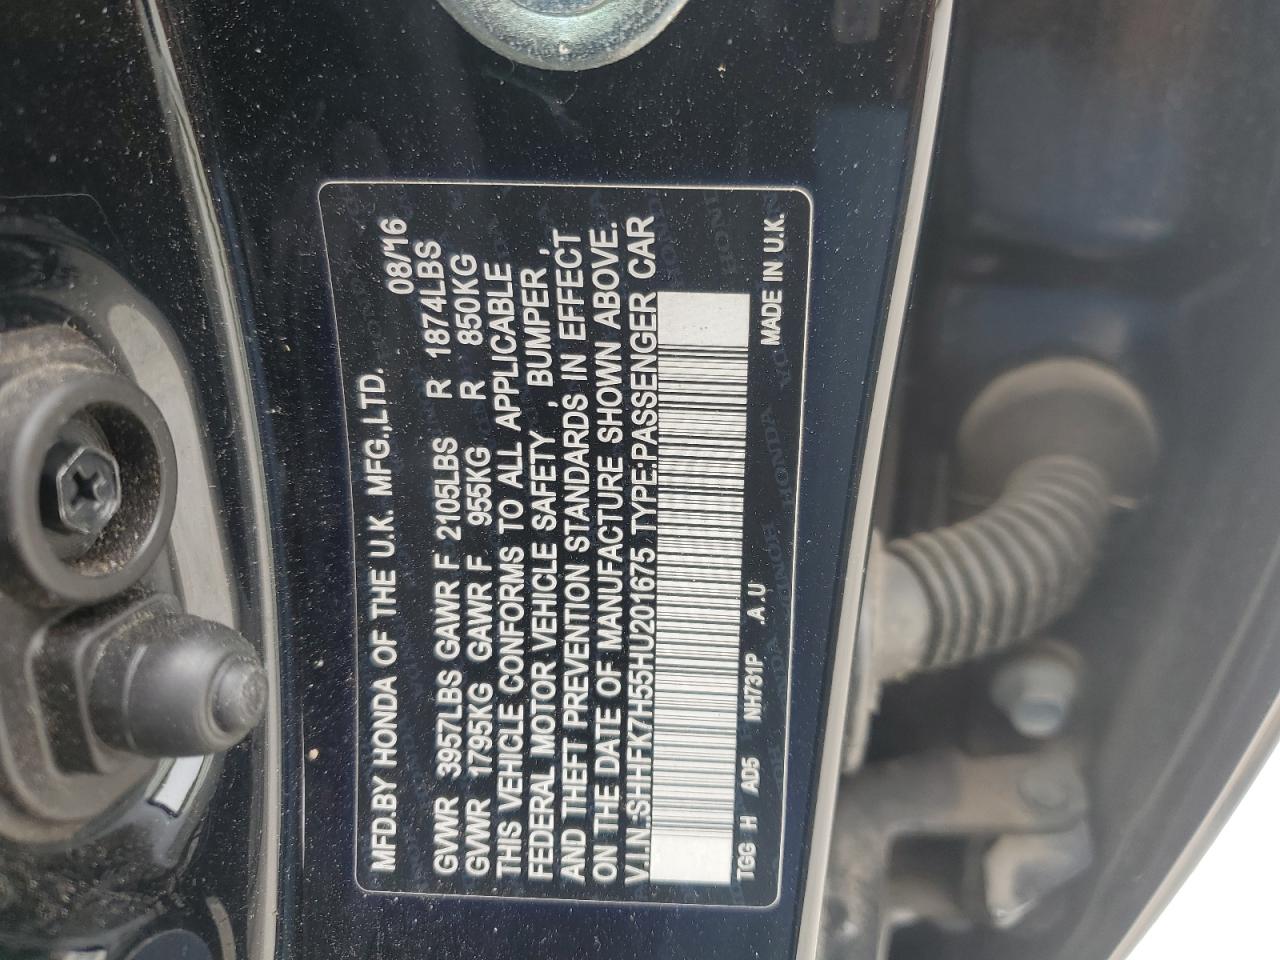 MFD.BY HONDA OF THE U.K. MFG.,LTD. 08/16
GVWR 3957LBS GAWR F 2105LBS R 1874LBS
GVWR 1795KG GAWR F 955KG R 850KG
THIS VEHICLE CONFORMS TO ALL APPLICABLE
FEDERAL MOTOR VEHICLE SAFETY , BUMPER ,
AND THEFT PREVENTION STANDARDS IN EFFECT
ON THE DATE OF MANUFACTURE SHOWN ABOVE.
V.I.N.:SHHFK7H55HU201675 TYPE:PASSENGER CAR
TGG H AD5 NH731P .A .U MADE IN U.K.